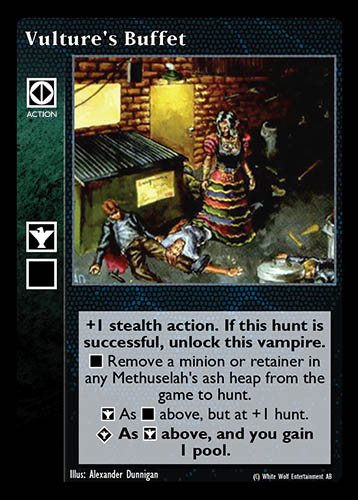 Vulture's Buffet
ACTION
+1 stealth action. If this hunt is
successful, unlock this vampire.
Remove a minion or retainer in
any Methuselah's ash heap from the
game to hunt.
As above, but at +1 hunt.
As above, and you gain
1 pool.
Illus: Alexander Dunnigan
(C) White Wolf Entertainment AB